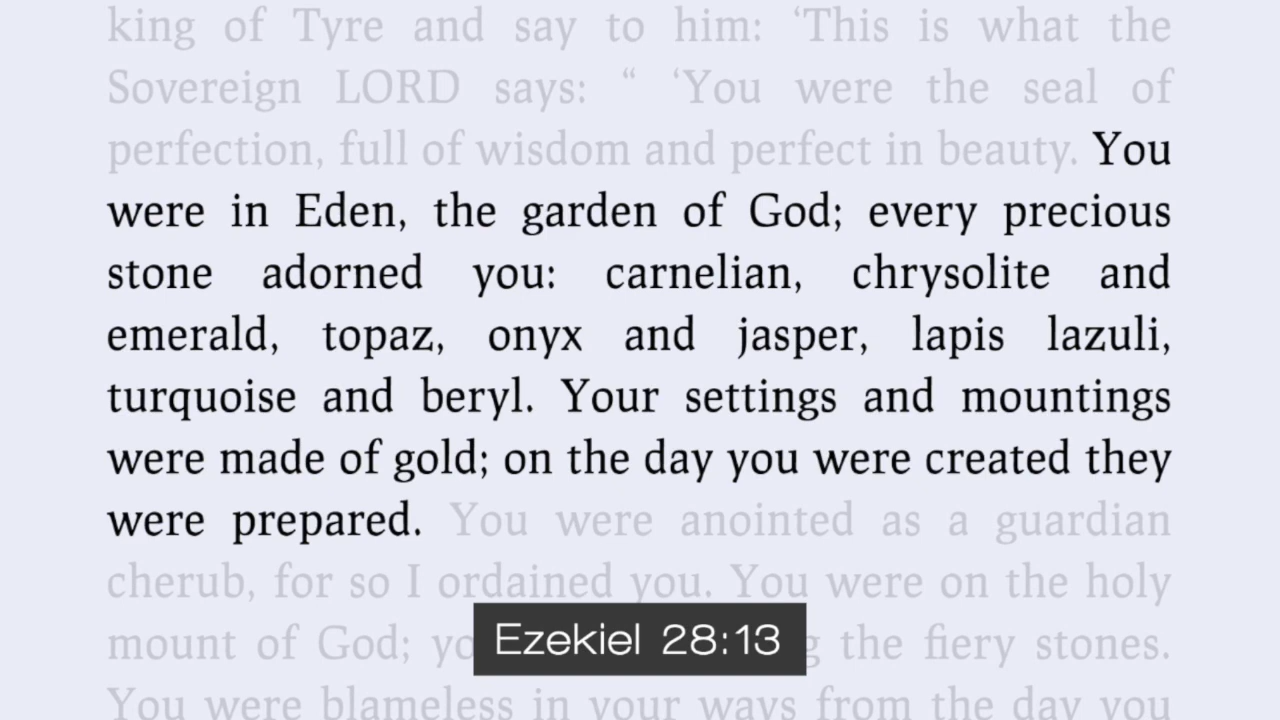 king of Tyre and say to him: ‘This is what the
Sovereign LORD says: “ ‘You were the seal of
perfection, full of wisdom and perfect in beauty. You
were in Eden, the garden of God; every precious
stone adorned you: carnelian, chrysolite and
emerald, topaz, onyx and jasper, lapis lazuli,
turquoise and beryl. Your settings and mountings
were made of gold; on the day you were created they
were prepared. You were anointed as a guardian
cherub, for so I ordained you. You were on the holy
mount of God; the fiery stones.
Ezekiel 28:13
You were blameless in your ways from the day you